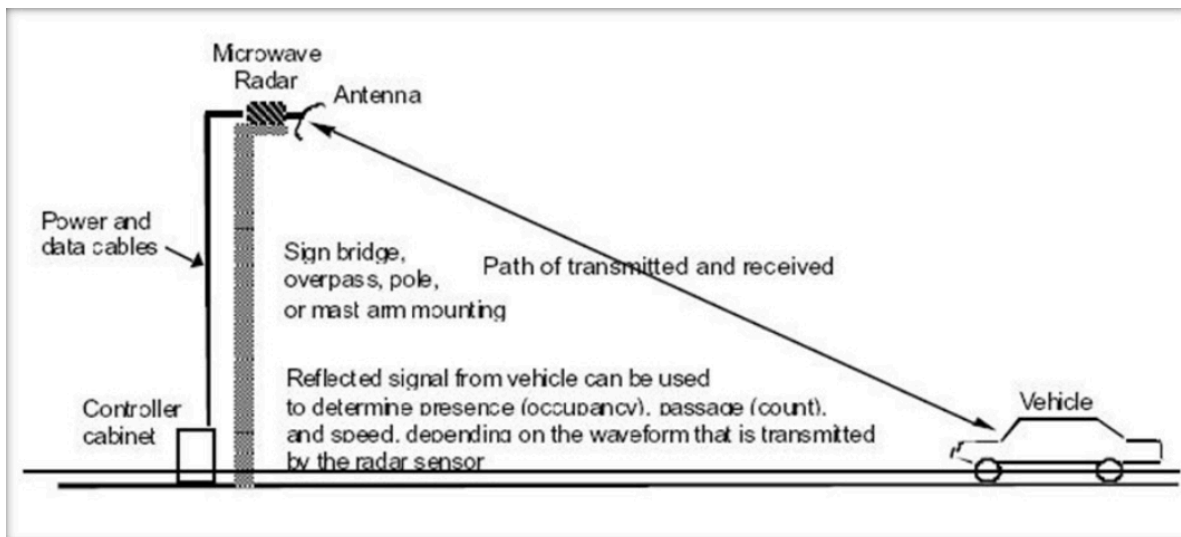 Microwave
Radar
Antenna
Power and
data cables
Sign bridge,
overpass, pole,
or mast arm mounting
Path of transmitted and received
Reflected signal from vehicle can be used
to determine presence (occupancy), passage (count),
and speed, depending on the waveform that is transmitted
by the radar sensor
Controller
cabinet
Vehicle